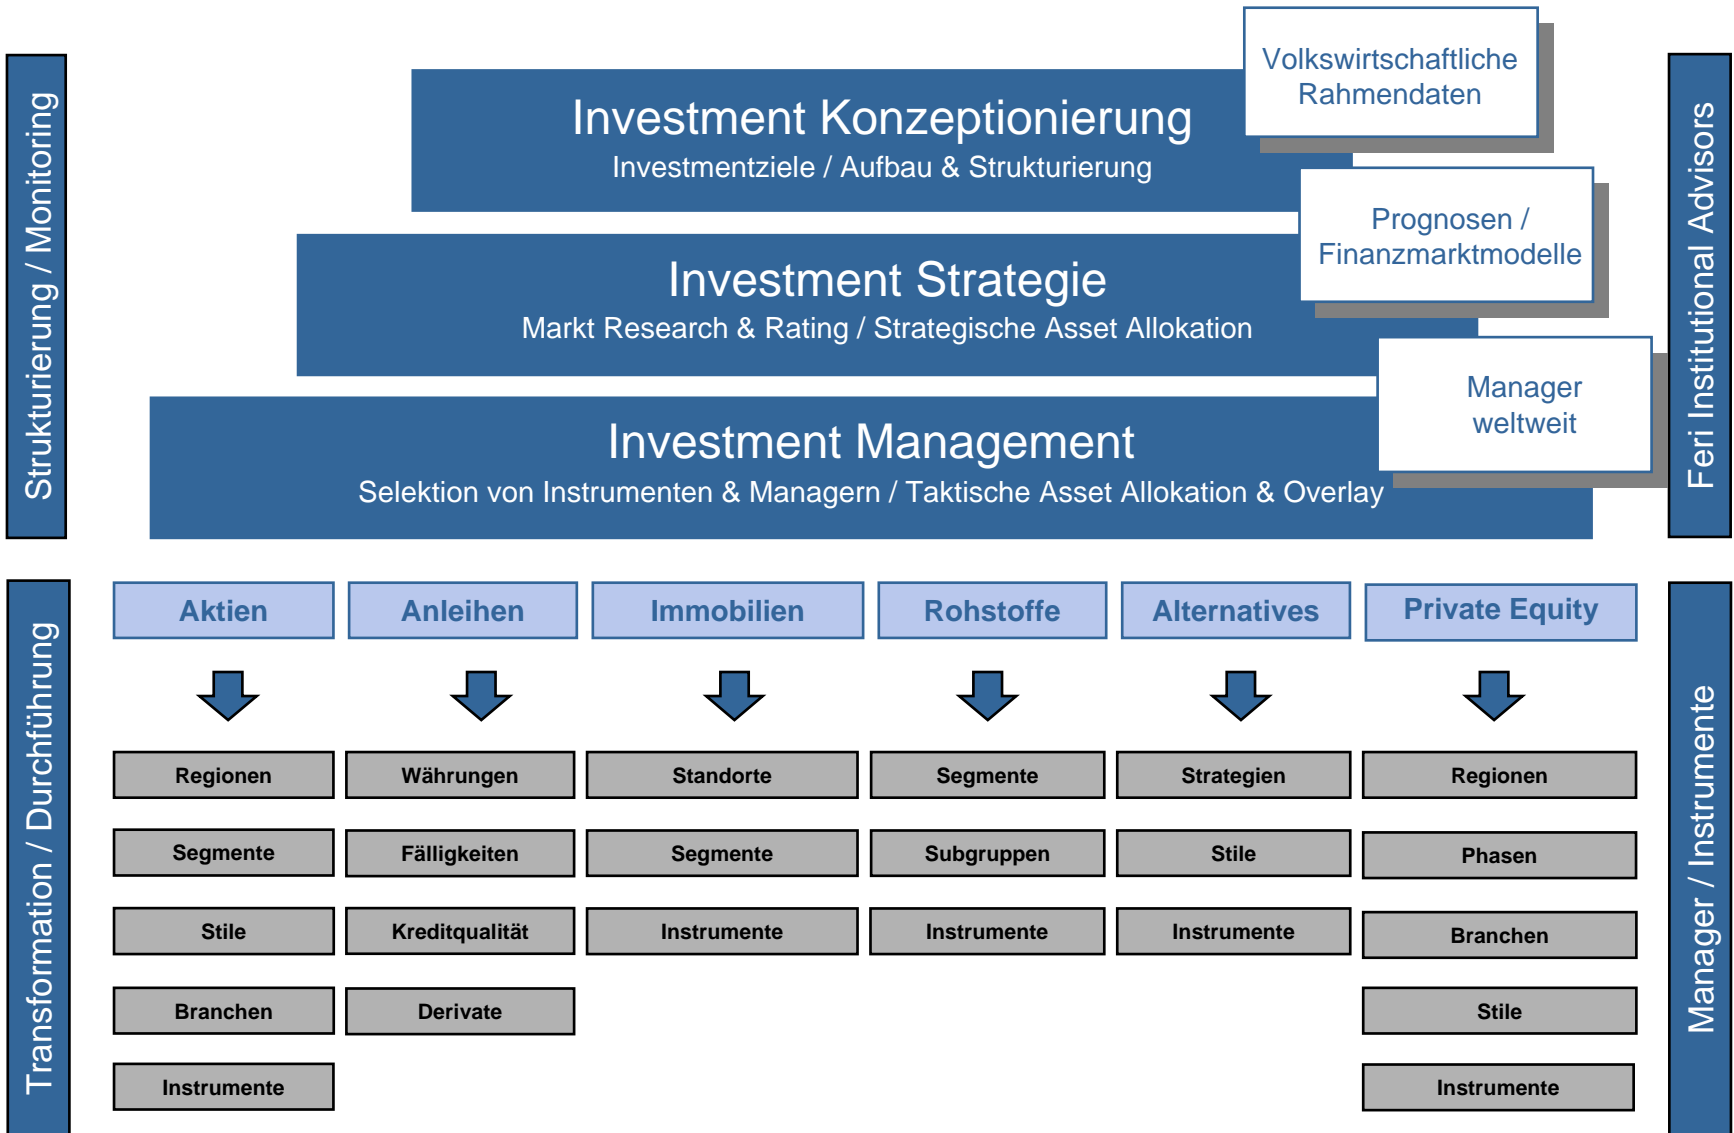 Strukturierung / Monitoring
Investment Konzeptionierung
Investmentziele / Aufbau & Strukturierung
Volkswirtschaftliche
Rahmendaten
Investment Strategie
Markt Research & Rating / Strategische Asset Allokation
Prognosen /
Finanzmarktmodelle
Investment Management
Selektion von Instrumenten & Managern / Taktische Asset Allokation & Overlay
Manager
weltweit
Feri Institutional Advisors
Transformation / Durchführung
Aktien
Anleihen
Immobilien
Rohstoffe
Alternatives
Private Equity
Regionen
Währungen
Standorte
Segmente
Strategien
Regionen
Segmente
Fälligkeiten
Segmente
Subgruppen
Stile
Phasen
Stile
Kreditqualität
Instrumente
Instrumente
Instrumente
Branchen
Branchen
Derivate
Stile
Instrumente
Instrumente
Manager / Instrumente